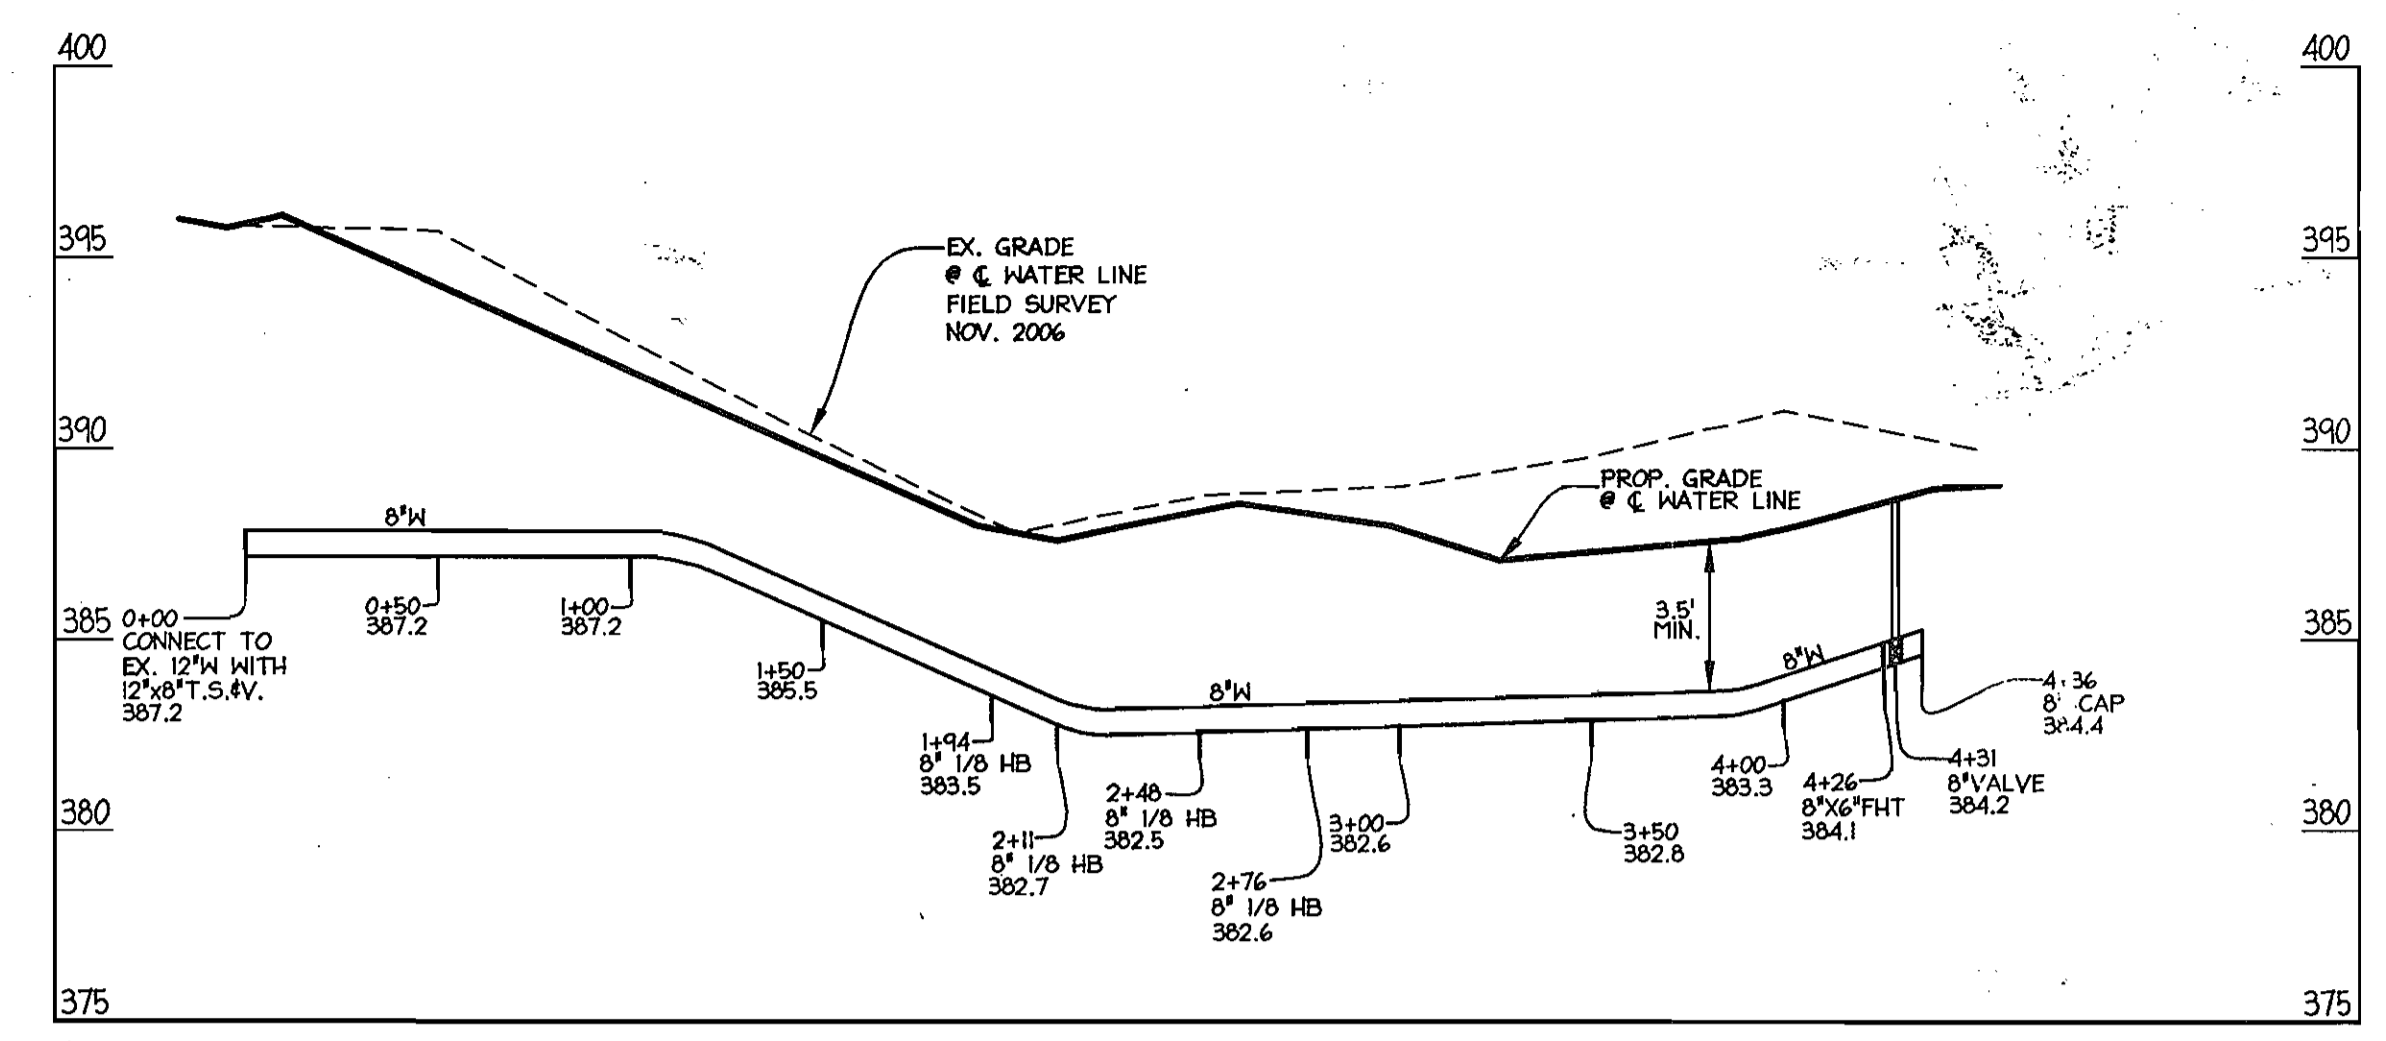 400
400
395
395
390
390
385
385
380
380
375
375
EX. GRADE
@ ℄ WATER LINE
FIELD SURVEY
NOV. 2006
PROP. GRADE
@ ℄ WATER LINE
8"W
8"W
8"W
3.5'
MIN.
0+00
CONNECT TO
EX. 12"W WITH
12"x8"T.S.&V.
387.2
0+50
387.2
1+00
387.2
1+50
385.5
1+94
8" 1/8 HB
383.5
2+11
8" 1/8 HB
382.7
2+48
8" 1/8 HB
382.5
2+76
8" 1/8 HB
382.6
3+00
382.6
3+50
382.8
4+00
383.3
4+26
8"X6"FHT
384.1
4+31
8"VALVE
384.2
4+36
8" CAP
384.4